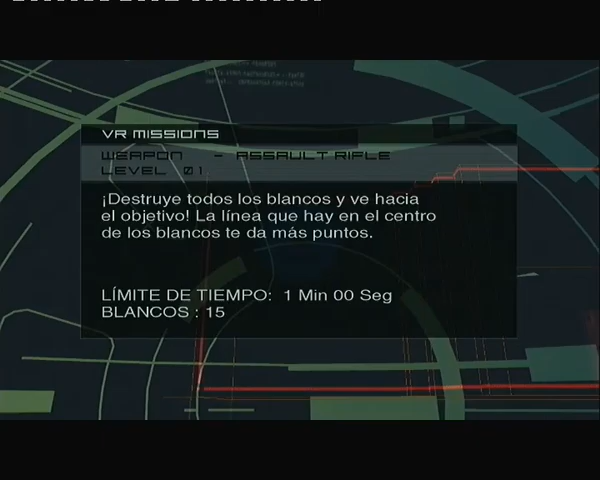 VR MISSIONS
WEAPON - ASSAULT RIFLE
LEVEL 01
¡Destruye todos los blancos y ve hacia
el objetivo! La línea que hay en el centro
de los blancos te da más puntos.
LÍMITE DE TIEMPO: 1 Min 00 Seg
BLANCOS : 15